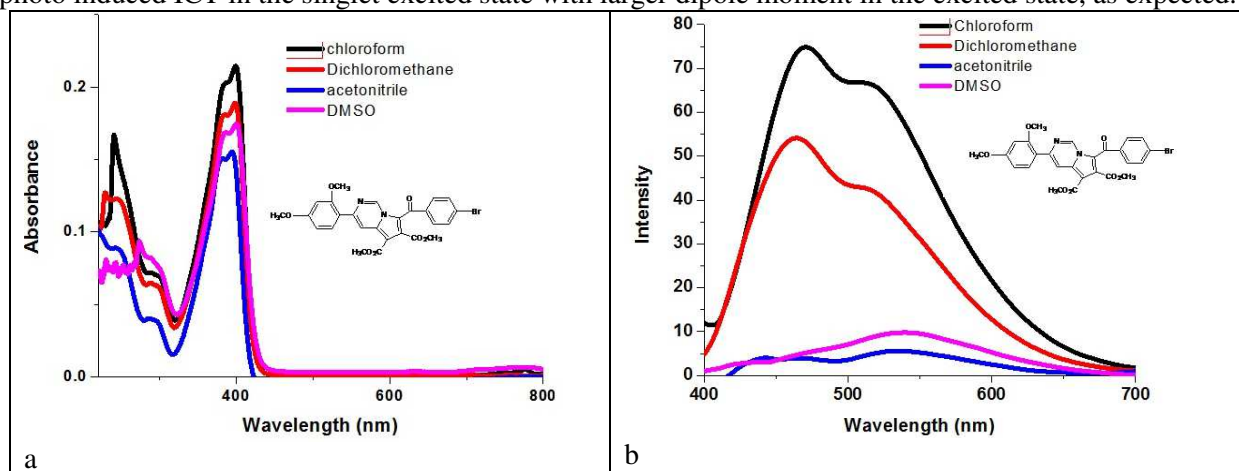 photo induced ICT in the singlet excited state with larger dipole moment in the excited state, as expected.
chloroform
Dichloromethane
acetonitrile
DMSO
0.2
0.1
0.0
Absorbance
OCH₃
OCH₃
N
N
O
Br
H₃CO₂C
CO₂CH₃
400
600
800
Wavelength (nm)
a
Chloroform
Dichloromethane
acetonitrile
DMSO
80
70
60
50
40
30
20
10
0
Intensity
OCH₃
OCH₃
N
N
O
Br
CO₂CH₃
400
500
600
700
Wavelength (nm)
b